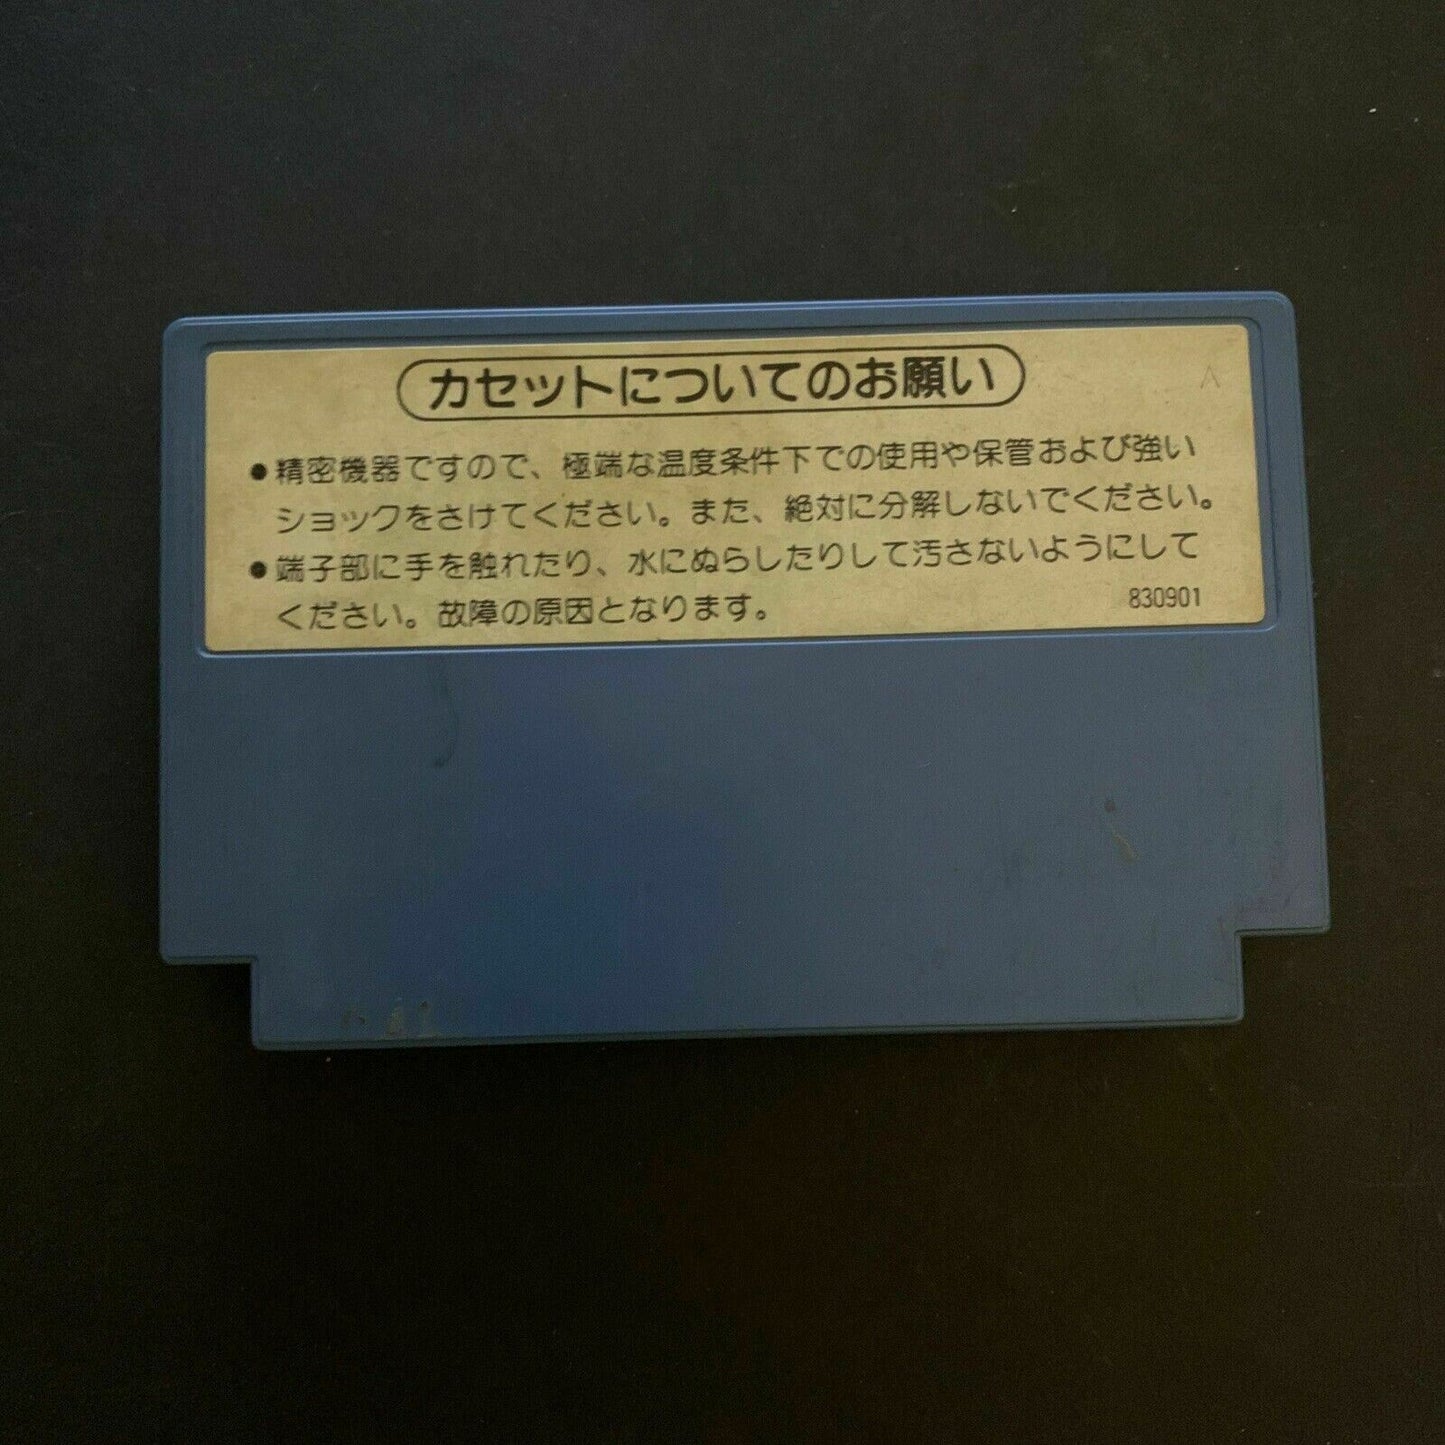 カセットについてのお願い
●精密機器ですので、極端な温度条件下での使用や保管および強い
ショックをさけてください。また、絶対に分解しないでください。
●端子部に手を触れたり、水にぬらしたりして汚さないようにして
ください。故障の原因となります。
830901